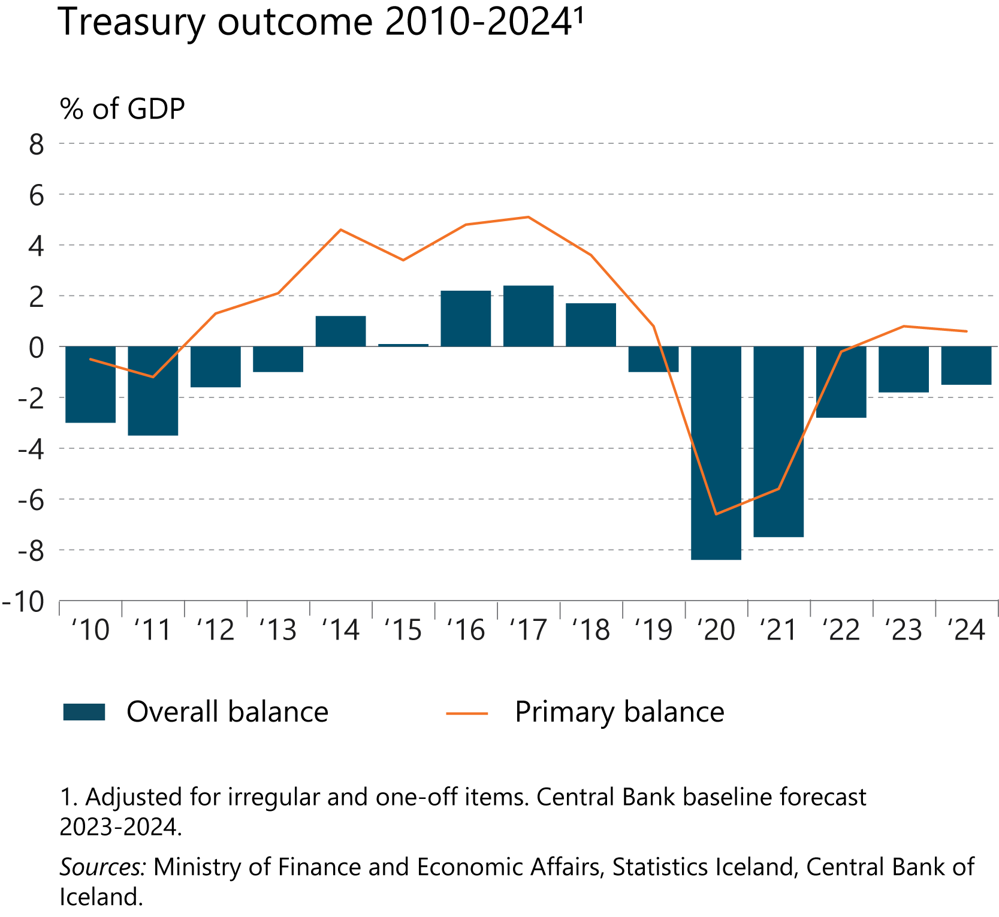 Treasury outcome 2010-2024¹
% of GDP
8
6
4
2
0
-2
-4
-6
-8
-10
‘10 ‘11 ‘12 ‘13 ‘14 ‘15 ‘16 ‘17 ‘18 ‘19 ‘20 ‘21 ‘22 ‘23 ‘24
Overall balance Primary balance
1. Adjusted for irregular and one-off items. Central Bank baseline forecast
2023-2024.
Sources: Ministry of Finance and Economic Affairs, Statistics Iceland, Central Bank of
Iceland.